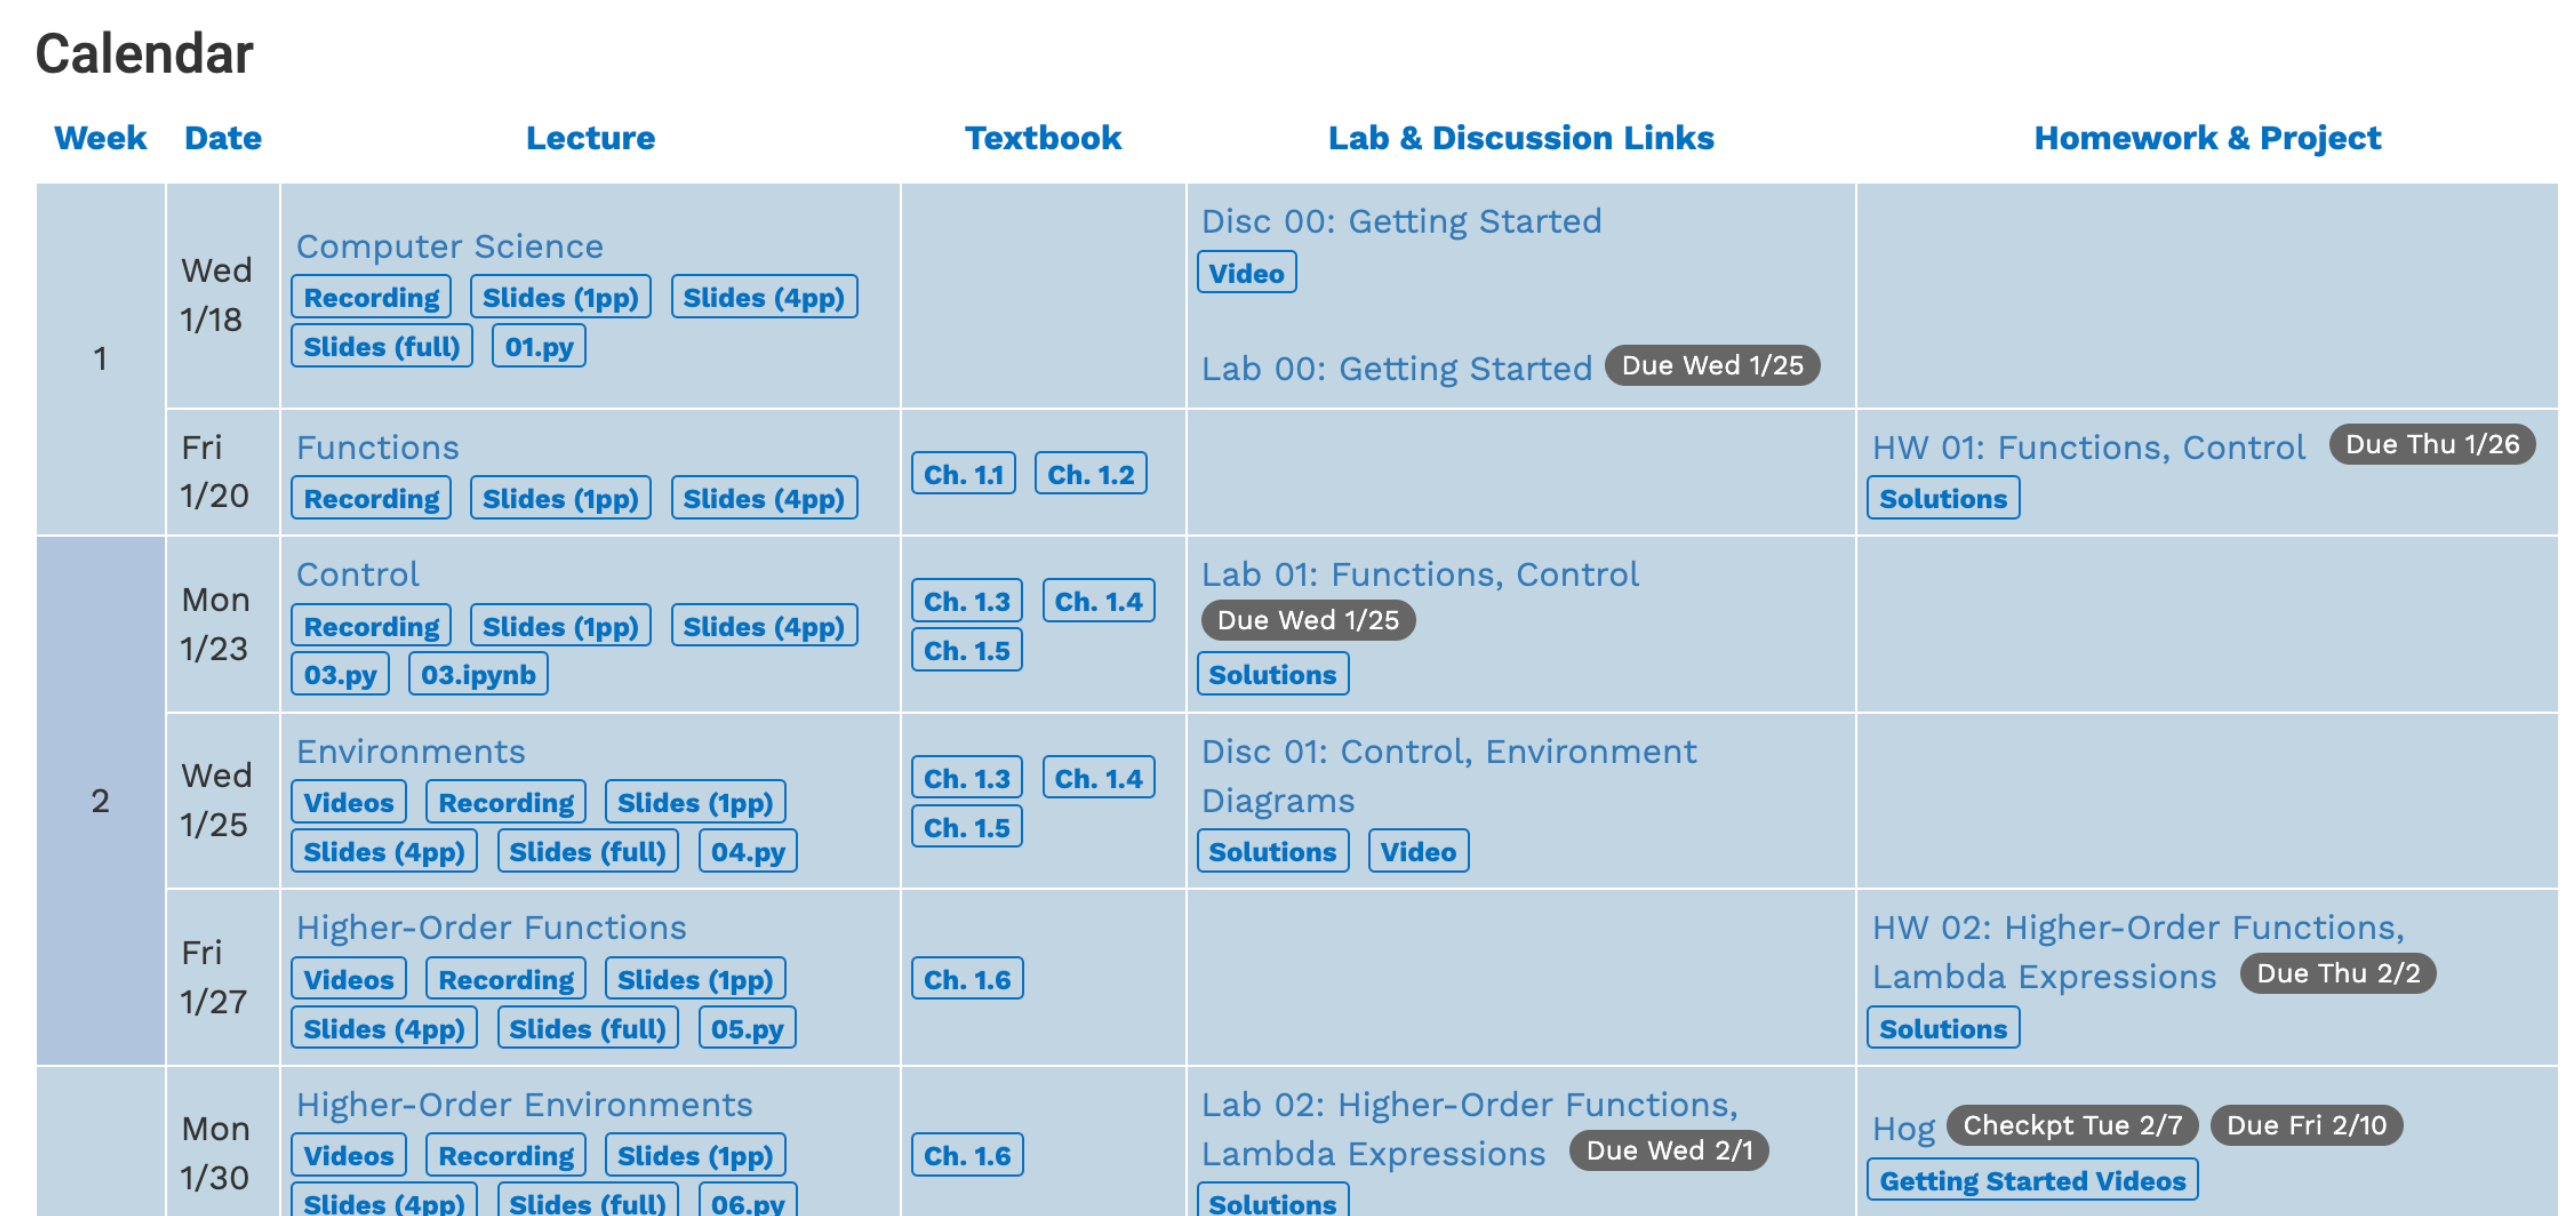 Calendar
Week Date Lecture Textbook Lab & Discussion Links Homework & Project
1
Wed
1/18
Computer Science
Recording Slides (1pp) Slides (4pp)
Slides (full) 01.py
Disc 00: Getting Started
Video
Lab 00: Getting Started Due Wed 1/25
Fri
1/20
Functions
Recording Slides (1pp) Slides (4pp)
Ch. 1.1 Ch. 1.2
HW 01: Functions, Control Due Thu 1/26
Solutions
2
Mon
1/23
Control
Recording Slides (1pp) Slides (4pp)
03.py 03.ipynb
Ch. 1.3 Ch. 1.4
Ch. 1.5
Lab 01: Functions, Control
Due Wed 1/25
Solutions
Wed
1/25
Environments
Videos Recording Slides (1pp)
Slides (4pp) Slides (full) 04.py
Ch. 1.3 Ch. 1.4
Ch. 1.5
Disc 01: Control, Environment
Diagrams
Solutions Video
Fri
1/27
Higher-Order Functions
Videos Recording Slides (1pp)
Slides (4pp) Slides (full) 05.py
Ch. 1.6
HW 02: Higher-Order Functions,
Lambda Expressions Due Thu 2/2
Solutions
Mon
1/30
Higher-Order Environments
Videos Recording Slides (1pp)
Slides (4pp) Slides (full) 06.py
Ch. 1.6
Lab 02: Higher-Order Functions,
Lambda Expressions Due Wed 2/1
Solutions
Hog Checkpt Tue 2/7 Due Fri 2/10
Getting Started Videos